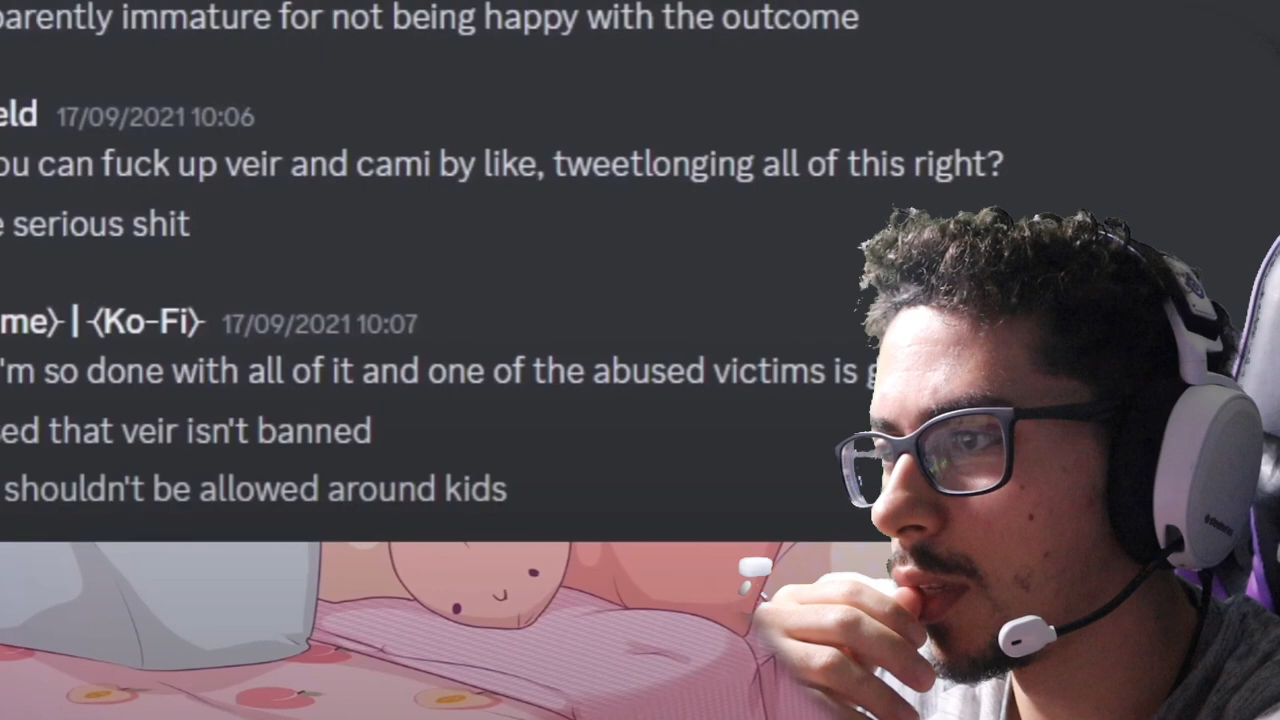 parently immature for not being happy with the outcome
eld 17/09/2021 10:06
ou can fuck up veir and cami by like, tweetlonging all of this right?
e serious shit
me⟩ | ⟨Ko-Fi⟩ 17/09/2021 10:07
'm so done with all of it and one of the abused victims is
sed that veir isn't banned
shouldn't be allowed around kids